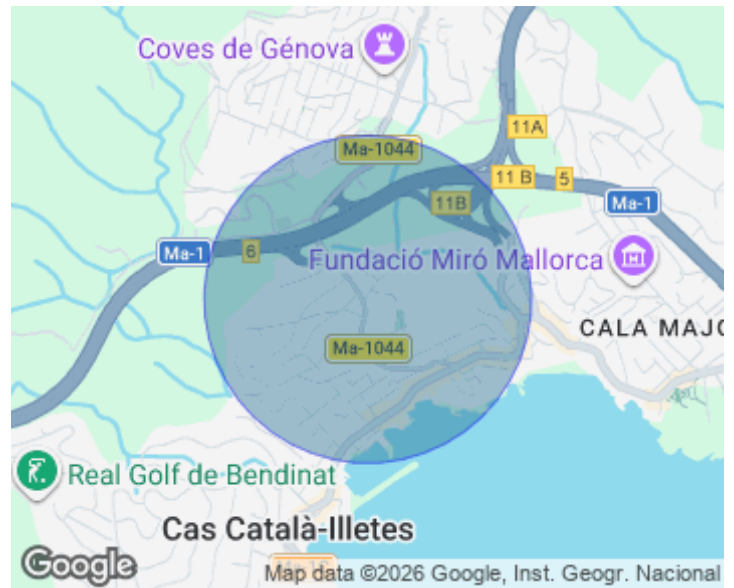 Coves de Génova
11A
Ma-1044
11 B
5
11B
Ma-1
Ma-1
6
Fundació Miró Mallorca
CALA MAJO
Ma-1044
Real Golf de Bendinat
Cas Català-Illetes
Google
Map data ©2026 Google, Inst. Geogr. Nacional